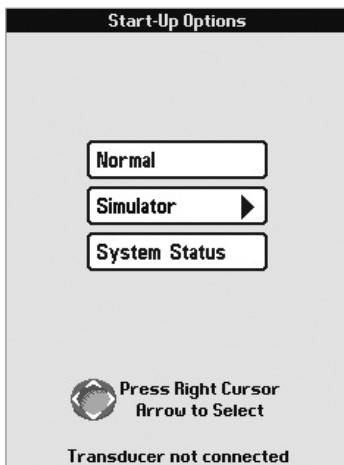 Start-Up Options
Normal
Simulator
System Status
Press Right Cursor
Arrow to Select
Transducer not connected